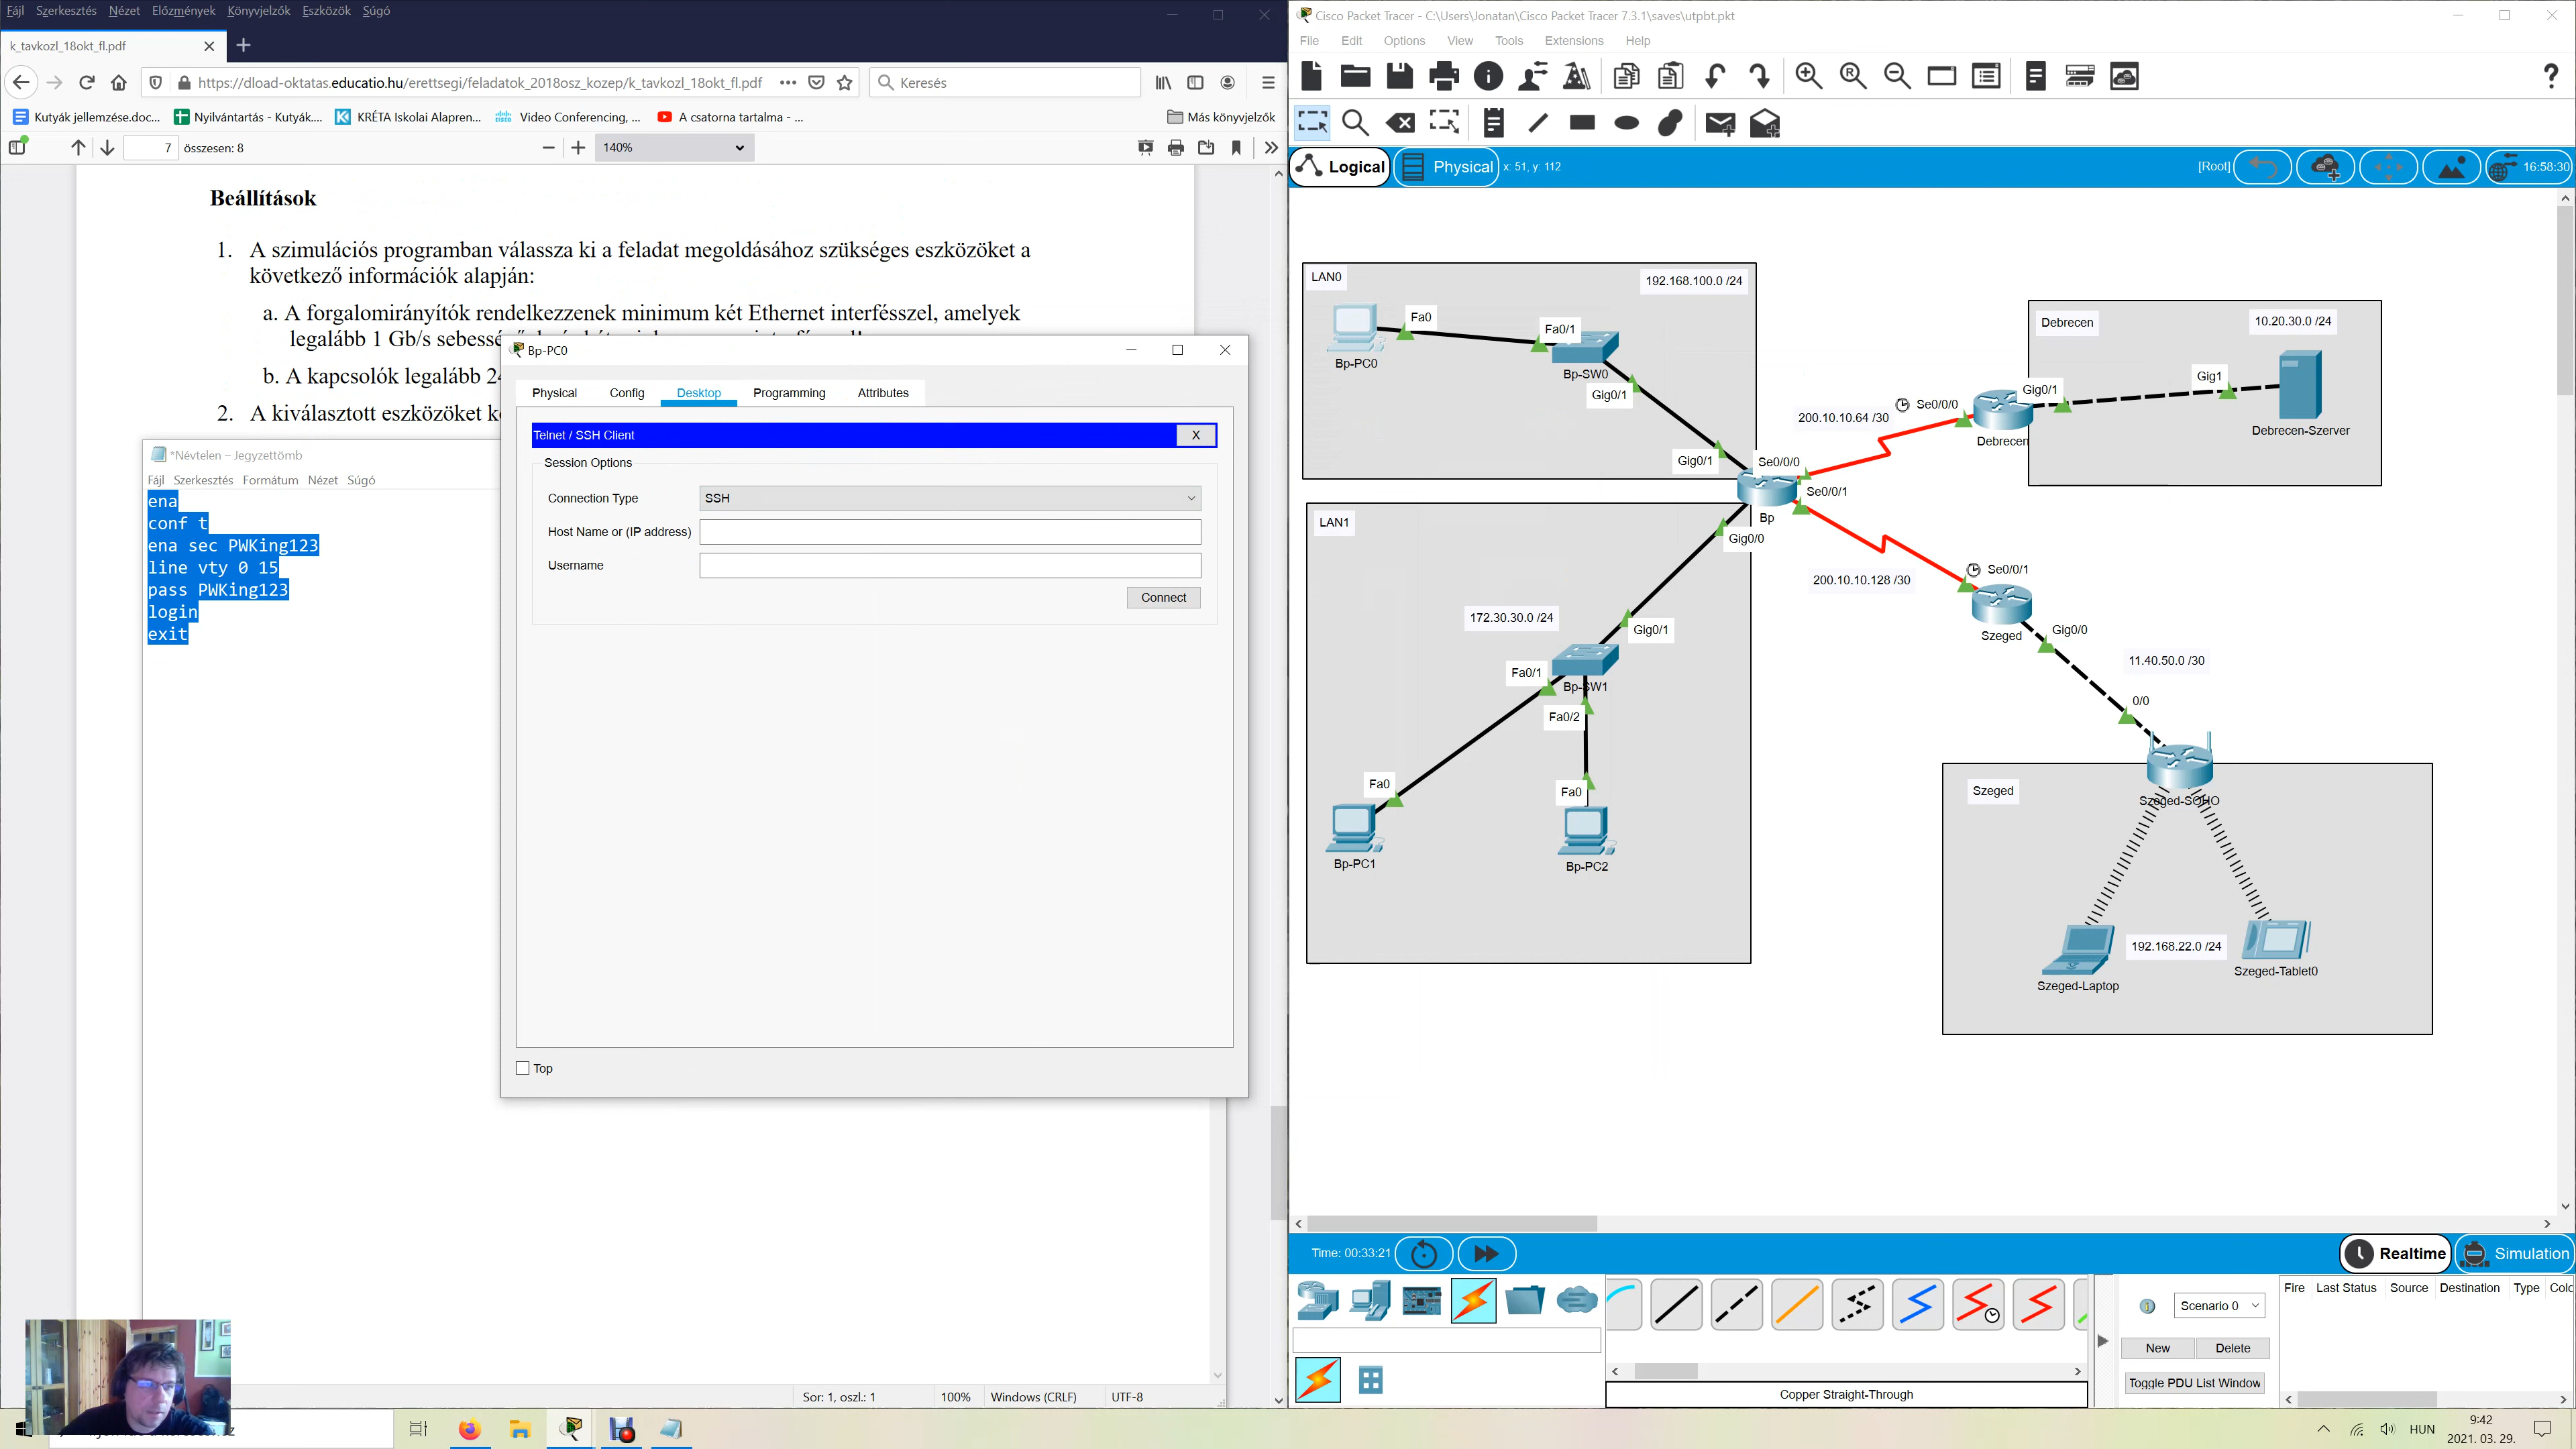 Fájl Szerkesztés Nézet Előzmények Könyvjelzők Eszközök Súgó
k_tavkozl_18okt_fl.pdf
https://dload-oktatas.educatio.hu/erettsegi/feladatok_2018osz_kozep/k_tavkozl_18okt_fl.pdf
Keresés
Kutyák jellemzése.doc...
Nyilvántartás - Kutyák....
KRÉTA Iskolai Alapren...
Video Conferencing, ...
A csatorna tartalma - ...
Más könyvjelzők
7 összesen: 8
140%
Beállítások
1. A szimulációs programban válassza ki a feladat megoldásához szükséges eszközöket a
következő információk alapján:
a. A forgalomirányítók rendelkezzenek minimum két Ethernet interfésszel, amelyek
legalább 1 Gb/s
b. A kapcsolók legalább
2. A kiválasztott eszközöket
*Névtelen – Jegyzettömb
Fájl Szerkesztés Formátum Nézet Súgó
ena
conf t
ena sec PWKing123
line vty 0 15
pass PWKing123
login
exit
Sor: 1, oszl.: 1
100%
Windows (CRLF)
UTF-8
Bp-PC0
Physical Config Desktop Programming Attributes
Telnet / SSH Client
X
Session Options
Connection Type SSH
Host Name or (IP address)
Username
Connect
Top
Cisco Packet Tracer - C:\Users\Jonatan\Cisco Packet Tracer 7.3.1\saves\utpbt.pkt
File Edit Options View Tools Extensions Help
Logical
Physical
x: 51, y: 112
[Root]
16:58:30
LAN0
192.168.100.0 /24
Fa0
Fa0/1
Bp-PC0
Bp-SW0
Gig0/1
Gig0/1
Debrecen
10.20.30.0 /24
Gig1
Gig0/1
Se0/0/0
200.10.10.64 /30
Debrecen
Debrecen-Szerver
Se0/0/0
Se0/0/1
Bp
Gig0/0
LAN1
200.10.10.128 /30
Se0/0/1
172.30.30.0 /24
Gig0/1
Szeged
Gig0/0
11.40.50.0 /30
Fa0/1
Bp-SW1
Fa0/2
0/0
Fa0
Fa0
Bp-PC1
Bp-PC2
Szeged
Szeged-SOHO
192.168.22.0 /24
Szeged-Laptop
Szeged-Tablet0
Time: 00:33:21
Realtime
Simulation
Scenario 0
New
Delete
Toggle PDU List Window
Fire Last Status Source Destination Type
Copper Straight-Through
HUN
9:42
2021. 03. 29.